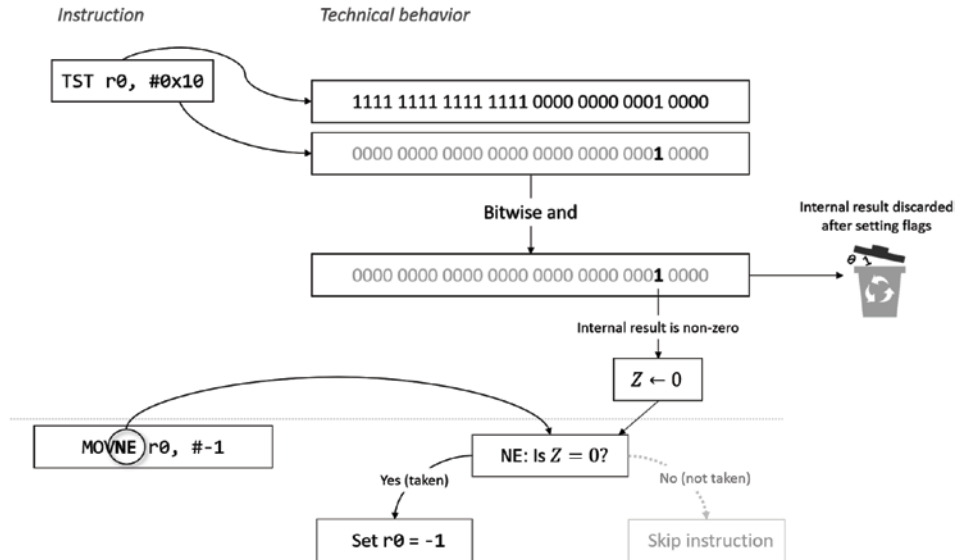 Instruction
Technical behavior
TST r0, #0x10
1111 1111 1111 1111 0000 0000 0001 0000
0000 0000 0000 0000 0000 0000 0001 0000
Bitwise and
Internal result discarded
after setting flags
0 1
0000 0000 0000 0000 0000 0000 0001 0000
Internal result is non-zero
Z ← 0
MOVNE r0, #-1
NE: Is Z = 0?
Yes (taken)
No (not taken)
Set r0 = -1
Skip instruction